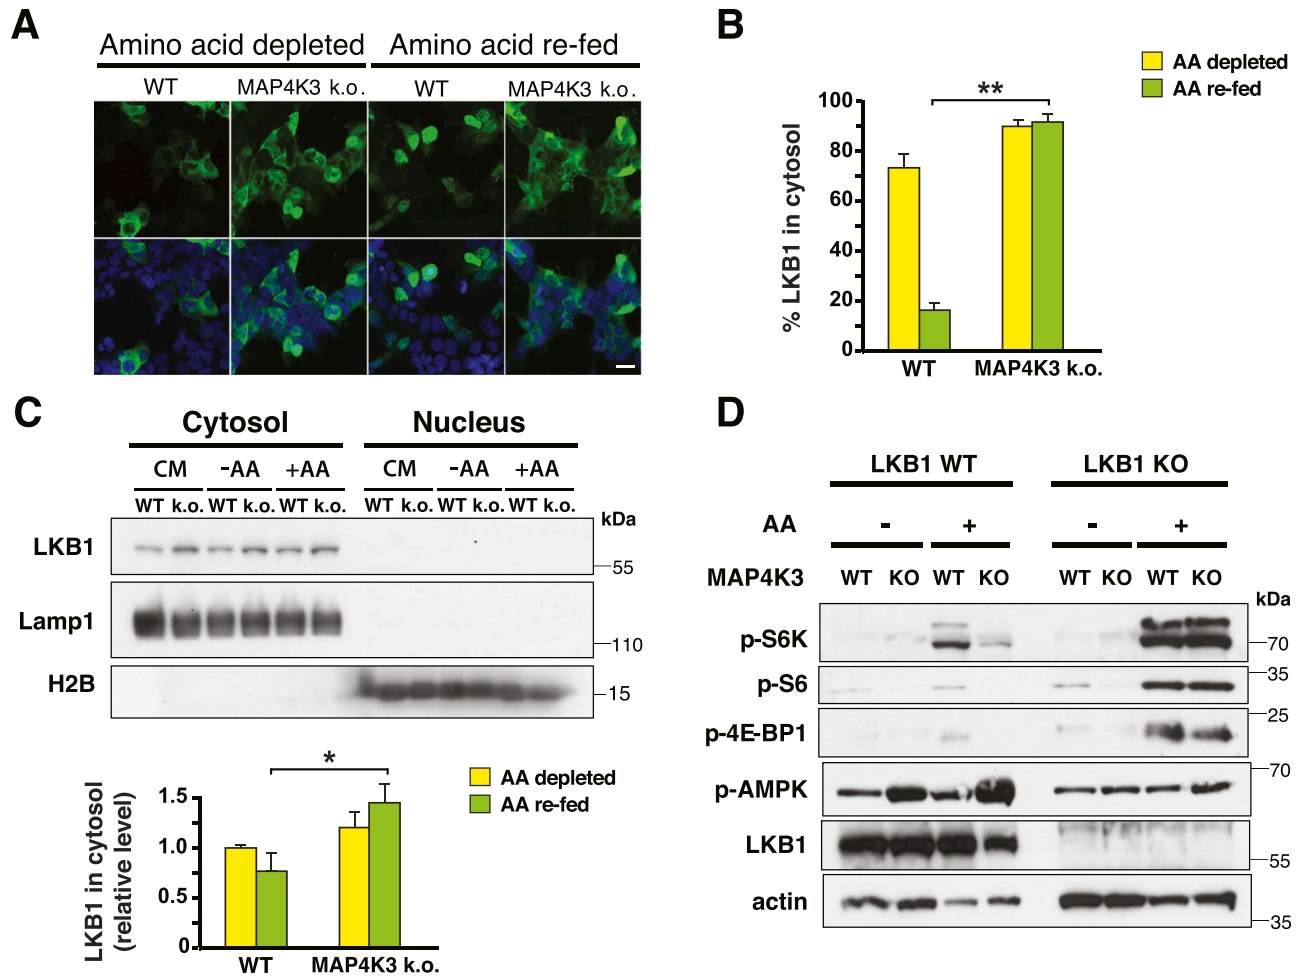 A
Amino acid depleted Amino acid re-fed
WT MAP4K3 k.o. WT MAP4K3 k.o.
B
AA depleted
AA re-fed
**
100
80
60
40
20
0
% LKB1 in cytosol
WT MAP4K3 k.o.
C
Cytosol Nucleus
CM -AA +AA CM -AA +AA
WT k.o. WT k.o. WT k.o. WT k.o. WT k.o. WT k.o.
kDa
LKB1
55
Lamp1
110
H2B
15
*
AA depleted
AA re-fed
1.5
1.0
0.5
0
LKB1 in cytosol
(relative level)
WT MAP4K3 k.o.
D
LKB1 WT LKB1 KO
AA - + - +
MAP4K3 WT KO WT KO WT KO WT KO
kDa
p-S6K
70
p-S6
35
p-4E-BP1
25
p-AMPK
70
LKB1
55
actin
35